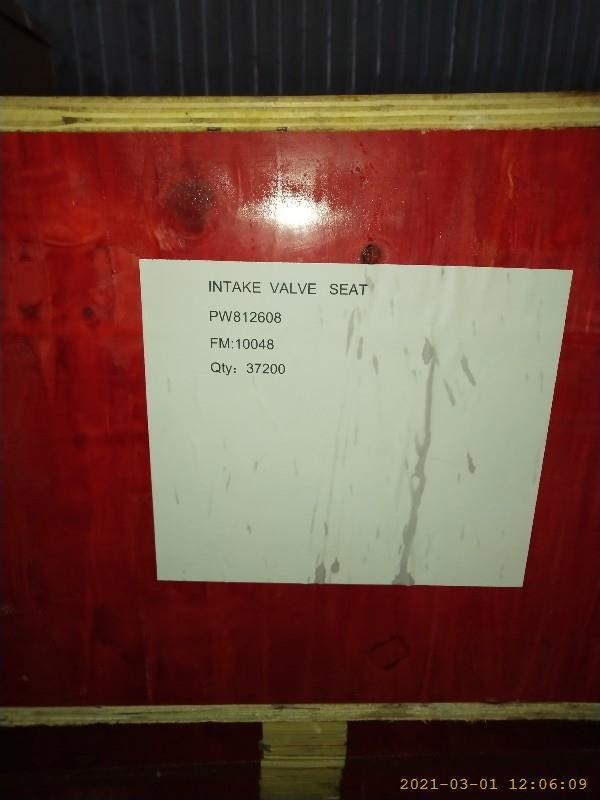 INTAKE VALVE SEAT
PW812608
FM:10048
Qty: 37200
2021-03-01 12:06:09